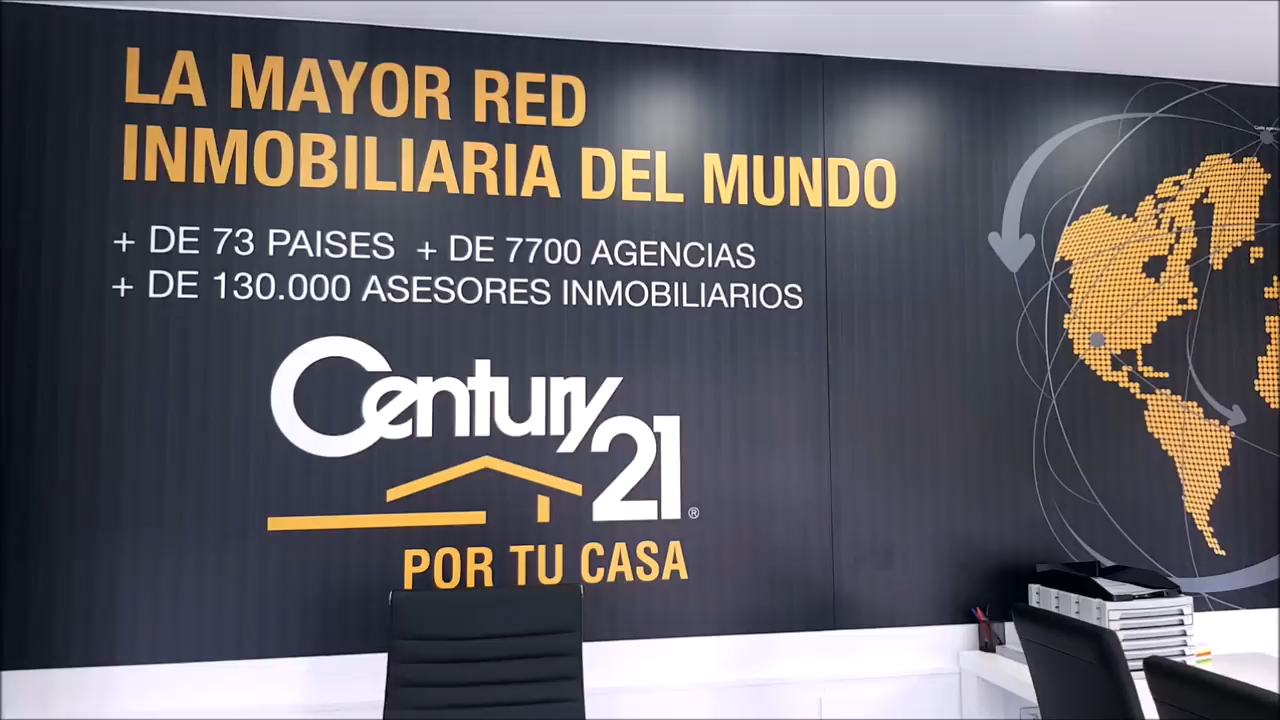 LA MAYOR RED
INMOBILIARIA DEL MUNDO
+ DE 73 PAISES + DE 7700 AGENCIAS
+ DE 130.000 ASESORES INMOBILIARIOS
Century
21®
POR TU CASA